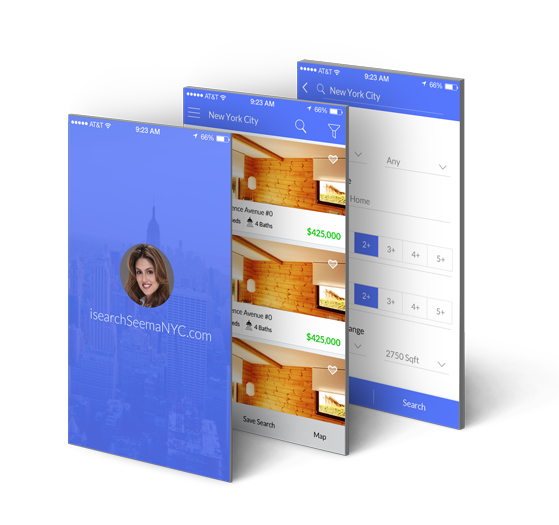 AT&T 9:23 AM 66%
isearchSeemaNYC.com
AT&T 9:23 AM 66%
New York City
ence Avenue #0
eds 4 Baths
$425,000
ence Avenue #0
eds 4 Baths
$425,000
Save Search Map
AT&T 9:23 AM 66%
New York City
Any
e
Home
2+ 3+ 4+ 5+
2+ 3+ 4+ 5+
ange
2750 Sqft
Search